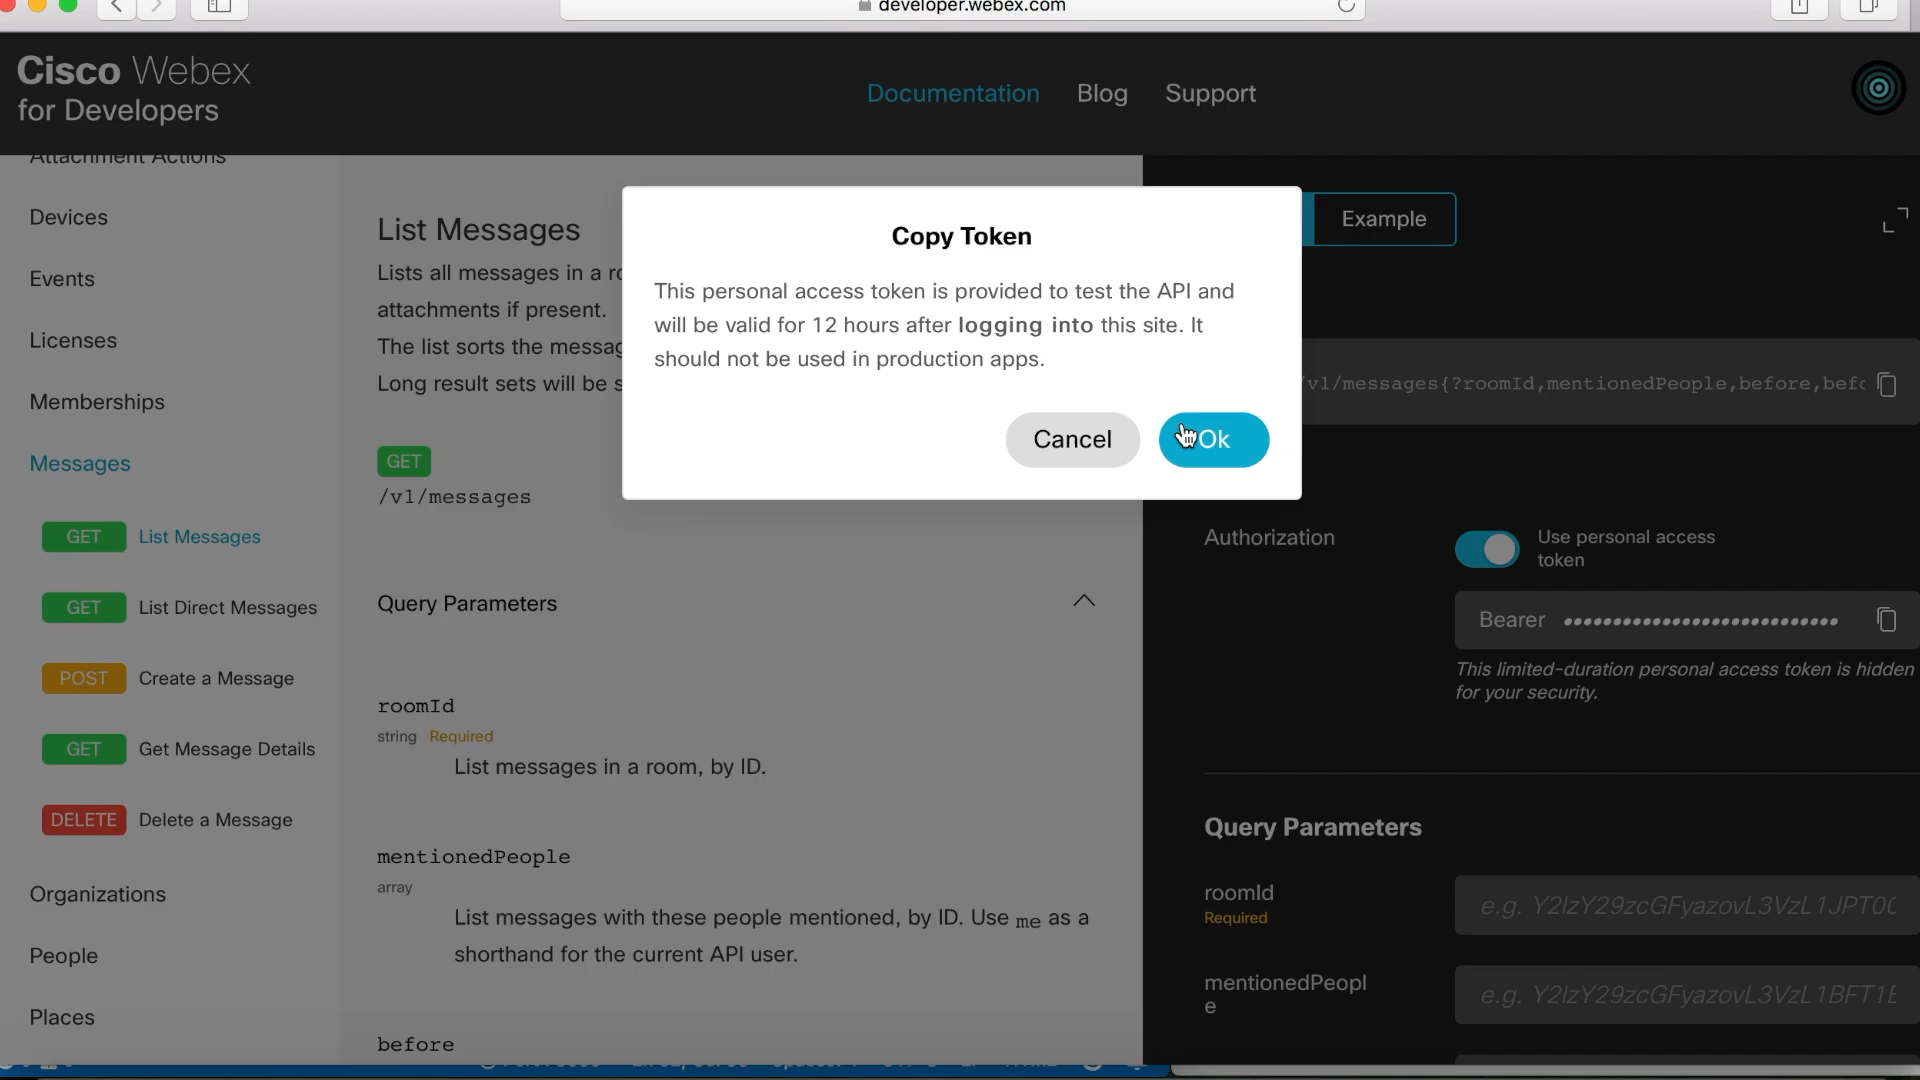 developer.webex.com
Cisco Webex
for Developers
Documentation
Blog
Support
Attachment Actions
Devices
Events
Licenses
Memberships
Messages
GET List Messages
GET List Direct Messages
POST Create a Message
GET Get Message Details
DELETE Delete a Message
Organizations
People
Places
List Messages
Lists all messages in a
attachments if present.
The list sorts the
Long result sets will be
GET
/v1/messages
Query Parameters
roomId
string Required
List messages in a room, by ID.
mentionedPeople
array
List messages with these people mentioned, by ID. Use me as a
shorthand for the current API user.
before
Copy Token
This personal access token is provided to test the API and
will be valid for 12 hours after logging into this site. It
should not be used in production apps.
Cancel
Ok
Example
/v1/messages{?roomId,mentionedPeople,before,befo
Authorization
Use personal access
token
Bearer ••••••••••••••••••••••••••••
This limited-duration personal access token is hidden
for your security.
Query Parameters
roomId
Required
e.g. Y2lzY29zcGFyazovL3VzL1JPT0
mentionedPeopl
e
e.g. Y2lzY29zcGFyazovL3VzL1BFT1